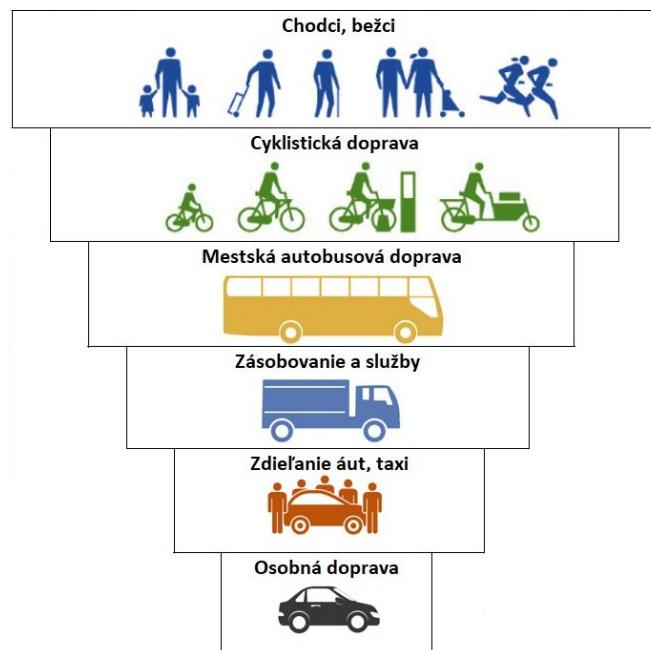 Chodci, bežci
Cyklistická doprava
Mestská autobusová doprava
Zásobovanie a služby
Zdieľanie áut, taxi
Osobná doprava